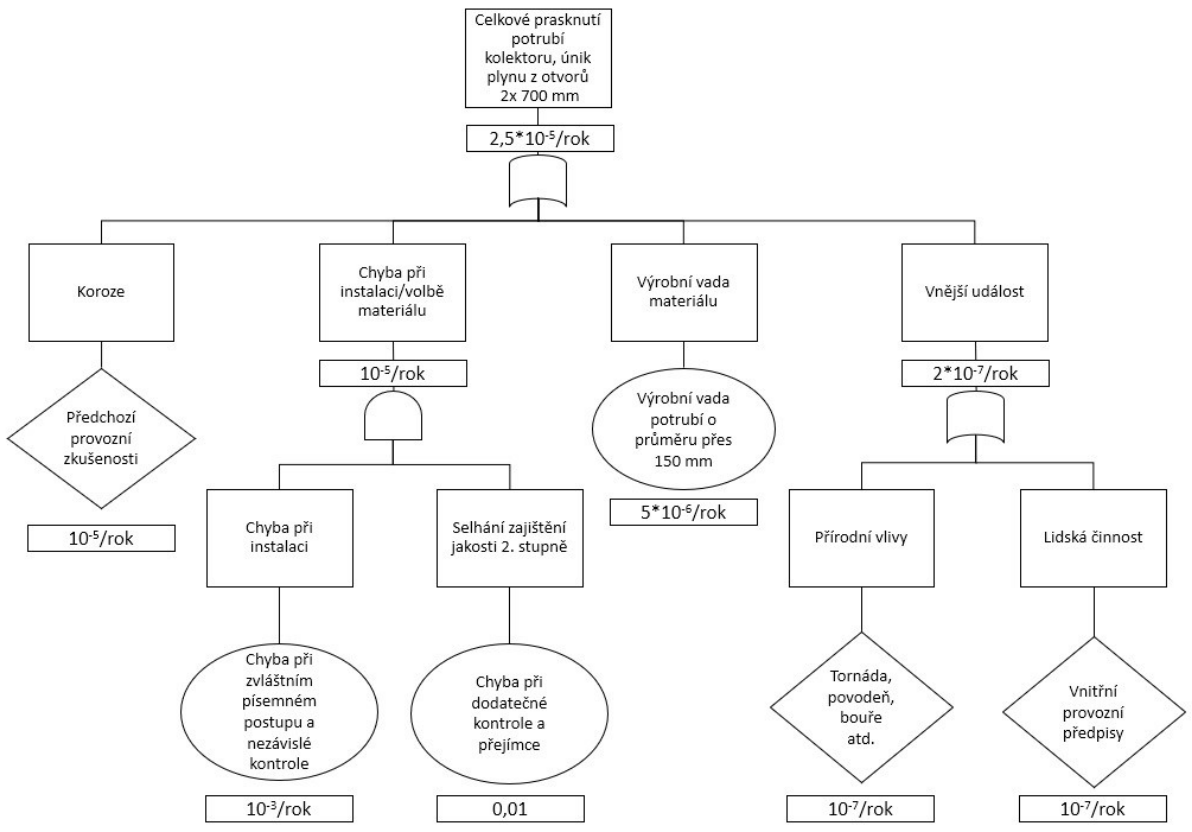 Celkové prasknutí
potrubí
kolektoru, únik
plynu z otvorů
2x 700 mm
2,5*10⁻⁵/rok
Koroze
Chyba při
instalaci/volbě
materiálu
Výrobní vada
materiálu
Vnější událost
10⁻⁵/rok
2*10⁻⁷/rok
Předchozí
provozní
zkušenosti
Výrobní vada
potrubí o
průměru přes
150 mm
10⁻⁵/rok
Chyba při
instalaci
Selhání zajištění
jakosti 2. stupně
5*10⁻⁶/rok
Přírodní vlivy
Lidská činnost
Chyba při
zvláštním
písemném
postupu a
nezávislé
kontrole
Chyba při
dodatečné
kontrole a
přejímce
Tornáda,
povodeň,
bouře
atd.
Vnitřní
provozní
předpisy
10⁻³/rok
0,01
10⁻⁷/rok
10⁻⁷/rok